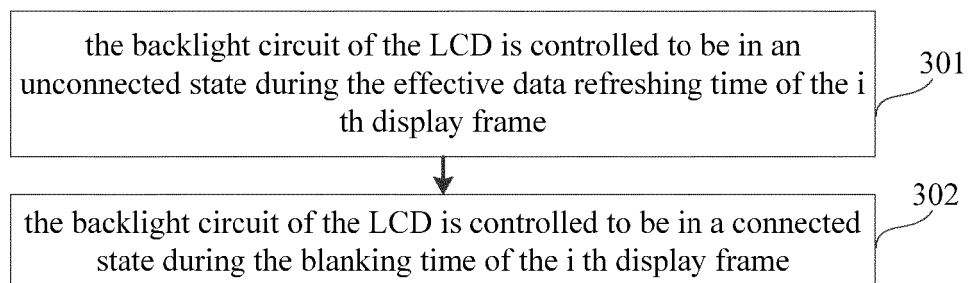 the backlight circuit of the LCD is controlled to be in an
unconnected state during the effective data refreshing time of the i
th display frame
301
the backlight circuit of the LCD is controlled to be in a connected
state during the blanking time of the i th display frame
302